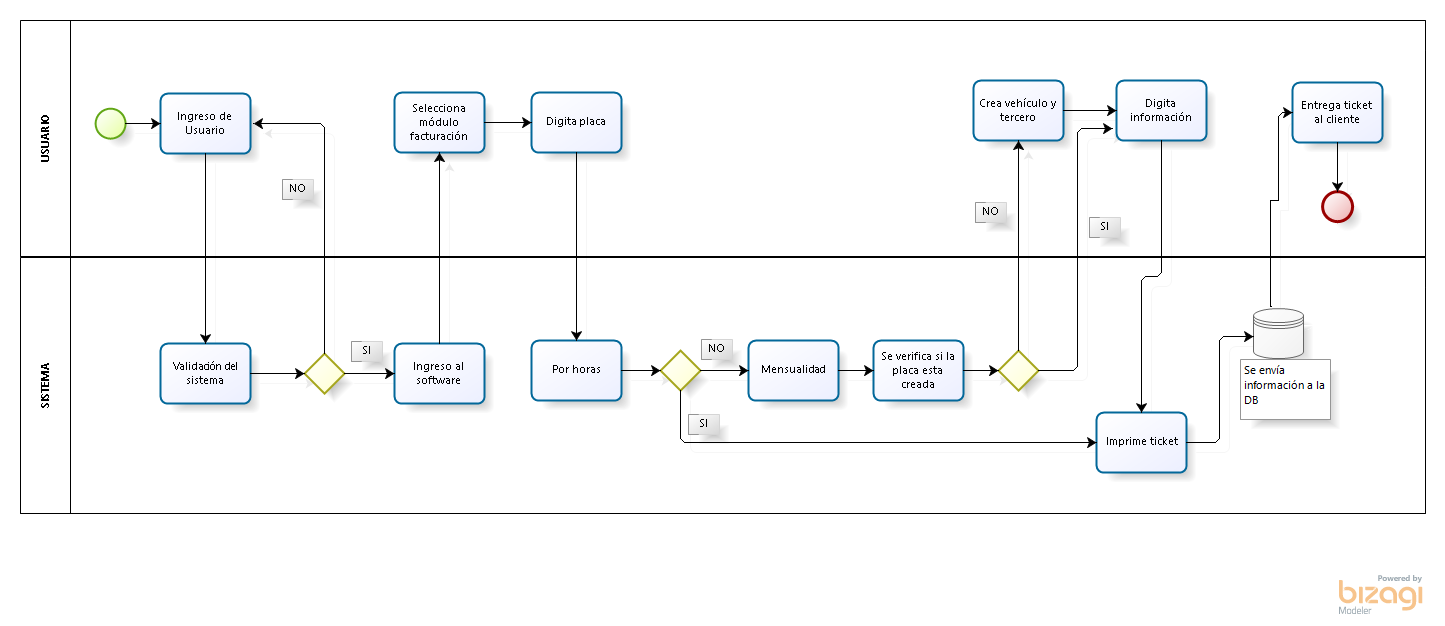 USUARIO
Ingreso de
Usuario
NO
Selecciona
módulo
facturación
Digita placa
Crea vehículo y
tercero
NO
Digita
información
SI
Entrega ticket
al cliente
SISTEMA
Validación del
sistema
SI
Ingreso al
software
Por horas
NO
SI
Mensualidad
Se verifica si la
placa esta
creada
Imprime ticket
Se envía
información a la
DB
Powered by
bizagi
Modeler